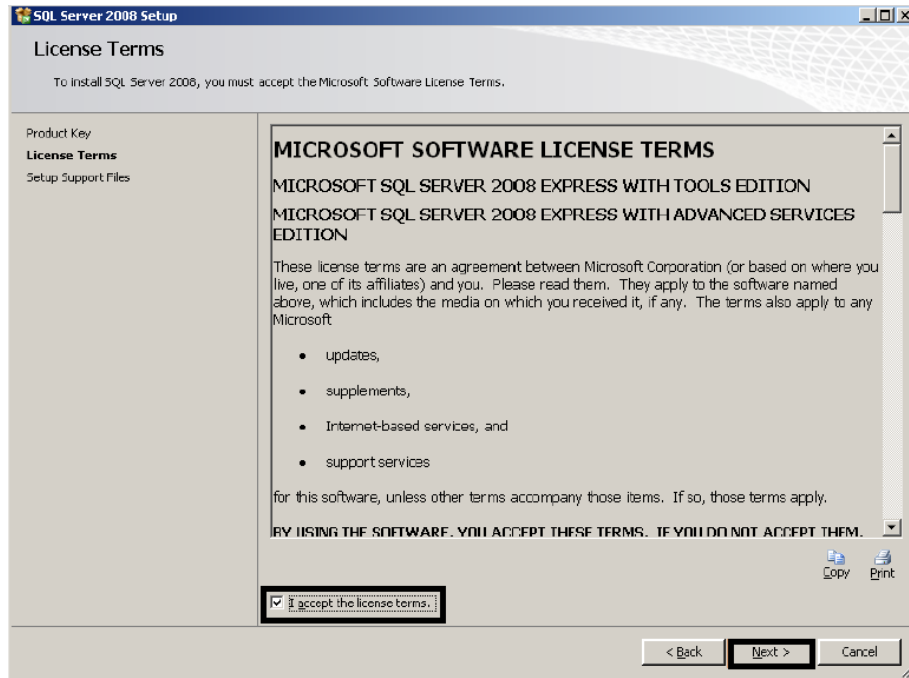 SQL Server 2008 Setup
License Terms
To install SQL Server 2008, you must accept the Microsoft Software License Terms.
Product Key
License Terms
Setup Support Files
MICROSOFT SOFTWARE LICENSE TERMS
MICROSOFT SQL SERVER 2008 EXPRESS WITH TOOLS EDITION
MICROSOFT SQL SERVER 2008 EXPRESS WITH ADVANCED SERVICES
EDITION
These license terms are an agreement between Microsoft Corporation (or based on where you
live, one of its affiliates) and you. Please read them. They apply to the software named
above, which includes the media on which you received it, if any. The terms also apply to any
Microsoft
• updates,
• supplements,
• Internet-based services, and
• support services
for this software, unless other terms accompany those items. If so, those terms apply.
BY USING THE SOFTWARE, YOU ACCEPT THESE TERMS. IF YOU DO NOT ACCEPT THEM,
Copy Print
I accept the license terms.
< Back Next > Cancel